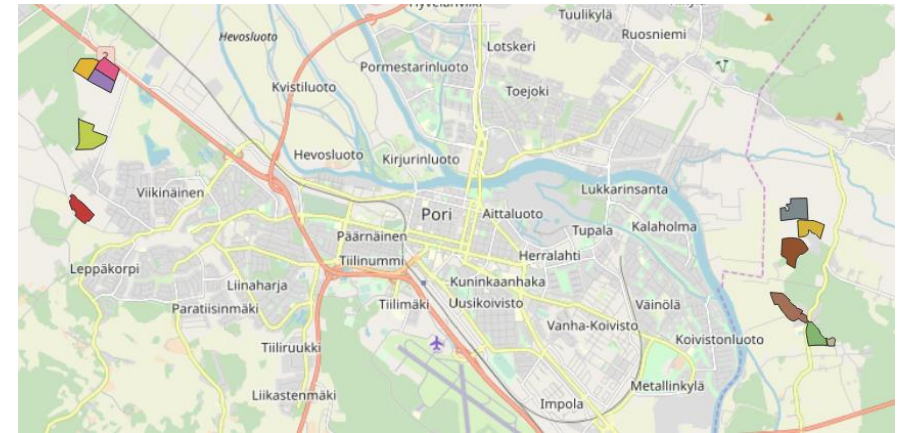 Tuulikylä
Ruosniemi
Hevosluoto
Lotskeri
2
Pormestarinluoto
Kvistiluoto
Toejoki
Hevosluoto
Kirjurinluoto
Viikinäinen
Lukkarinsanta
Pori
Aittaluoto
Päärnäinen
Tupala
Kalaholma
Tiilinummi
Herralahti
Leppäkorpi
Liinaharja
Kuninkaanhaka
Paratiisinmäki
Tiilimäki
Uusikoivisto
Väinölä
Vanha-Koivisto
Koivistonluoto
Tiiliruukki
Metallinkylä
Liikastenmäki
Impola